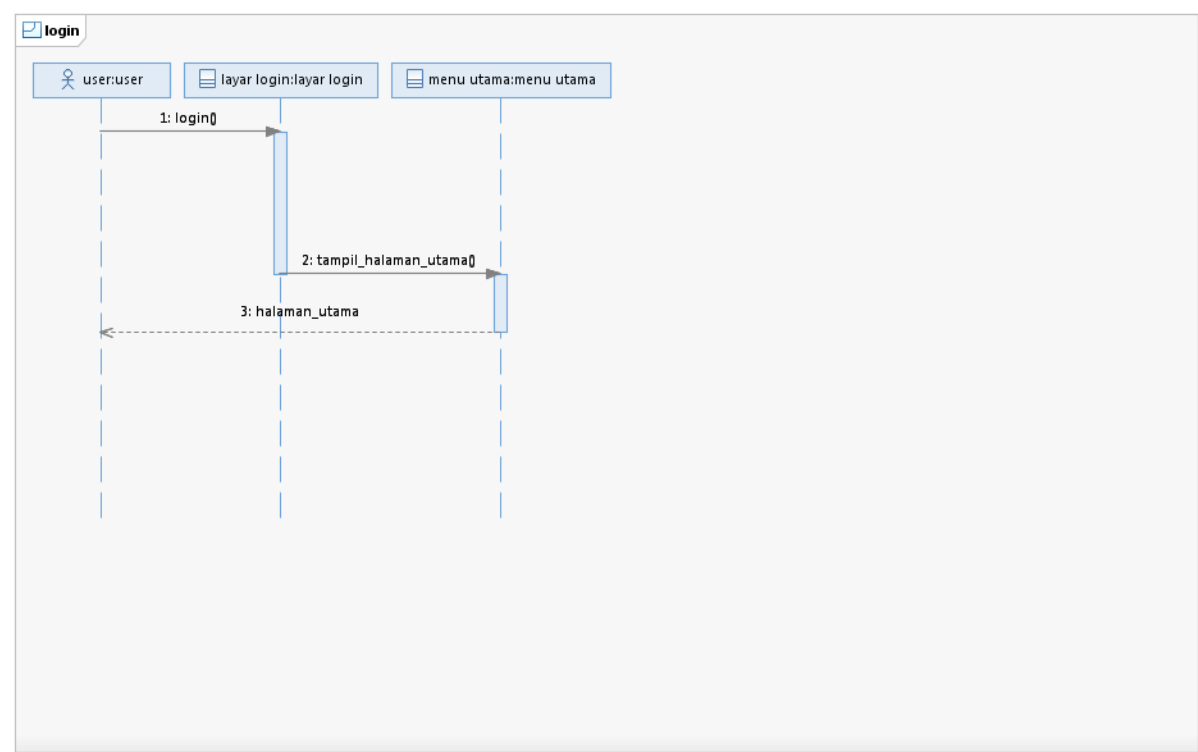 login
user:user
layar login:layar login
menu utama:menu utama
1: login()
2: tampil_halaman_utama()
3: halaman_utama